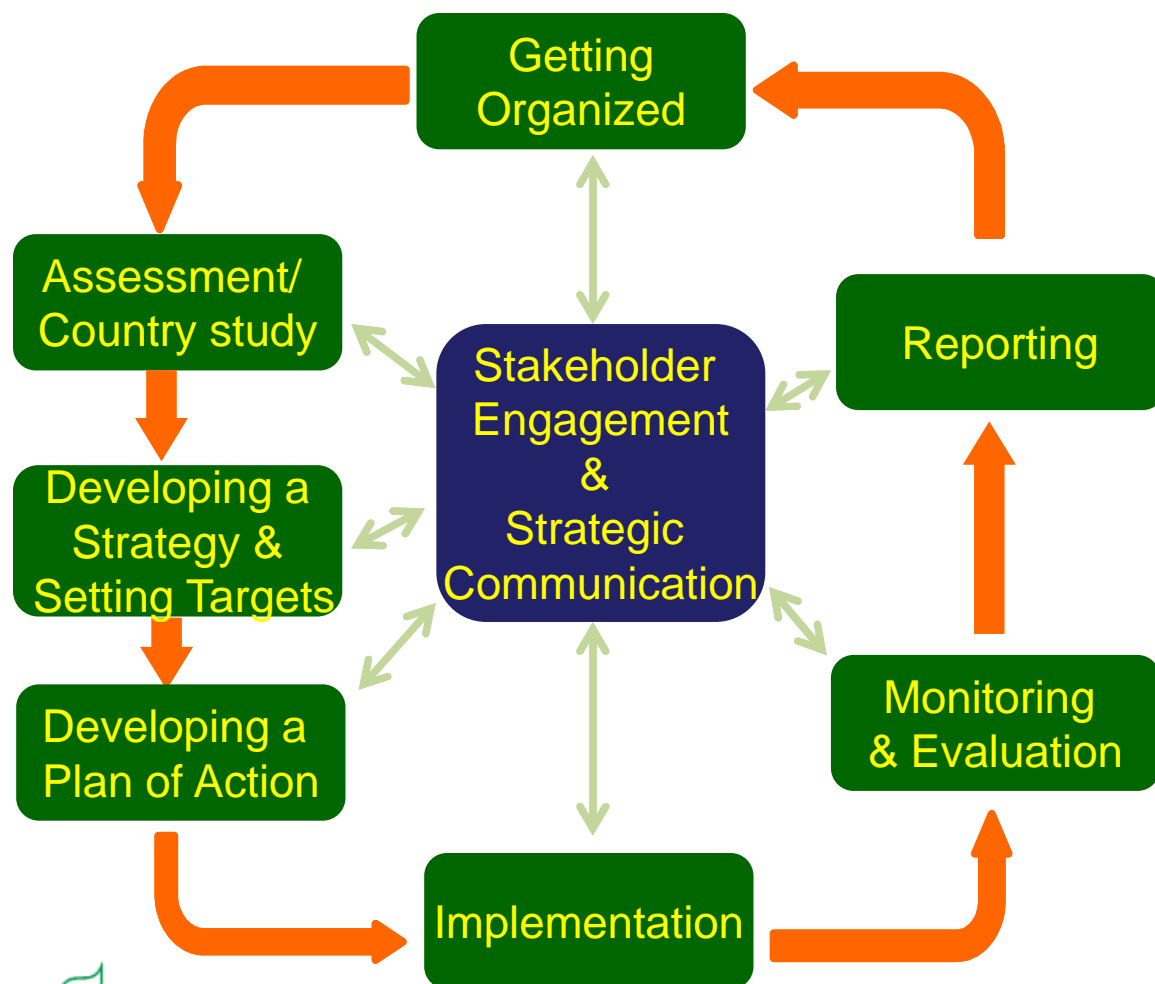 Getting
Organized
Assessment/
Country study
Developing a
Strategy &
Setting Targets
Developing a
Plan of Action
Implementation
Monitoring
& Evaluation
Reporting
Stakeholder
Engagement
&
Strategic
Communication